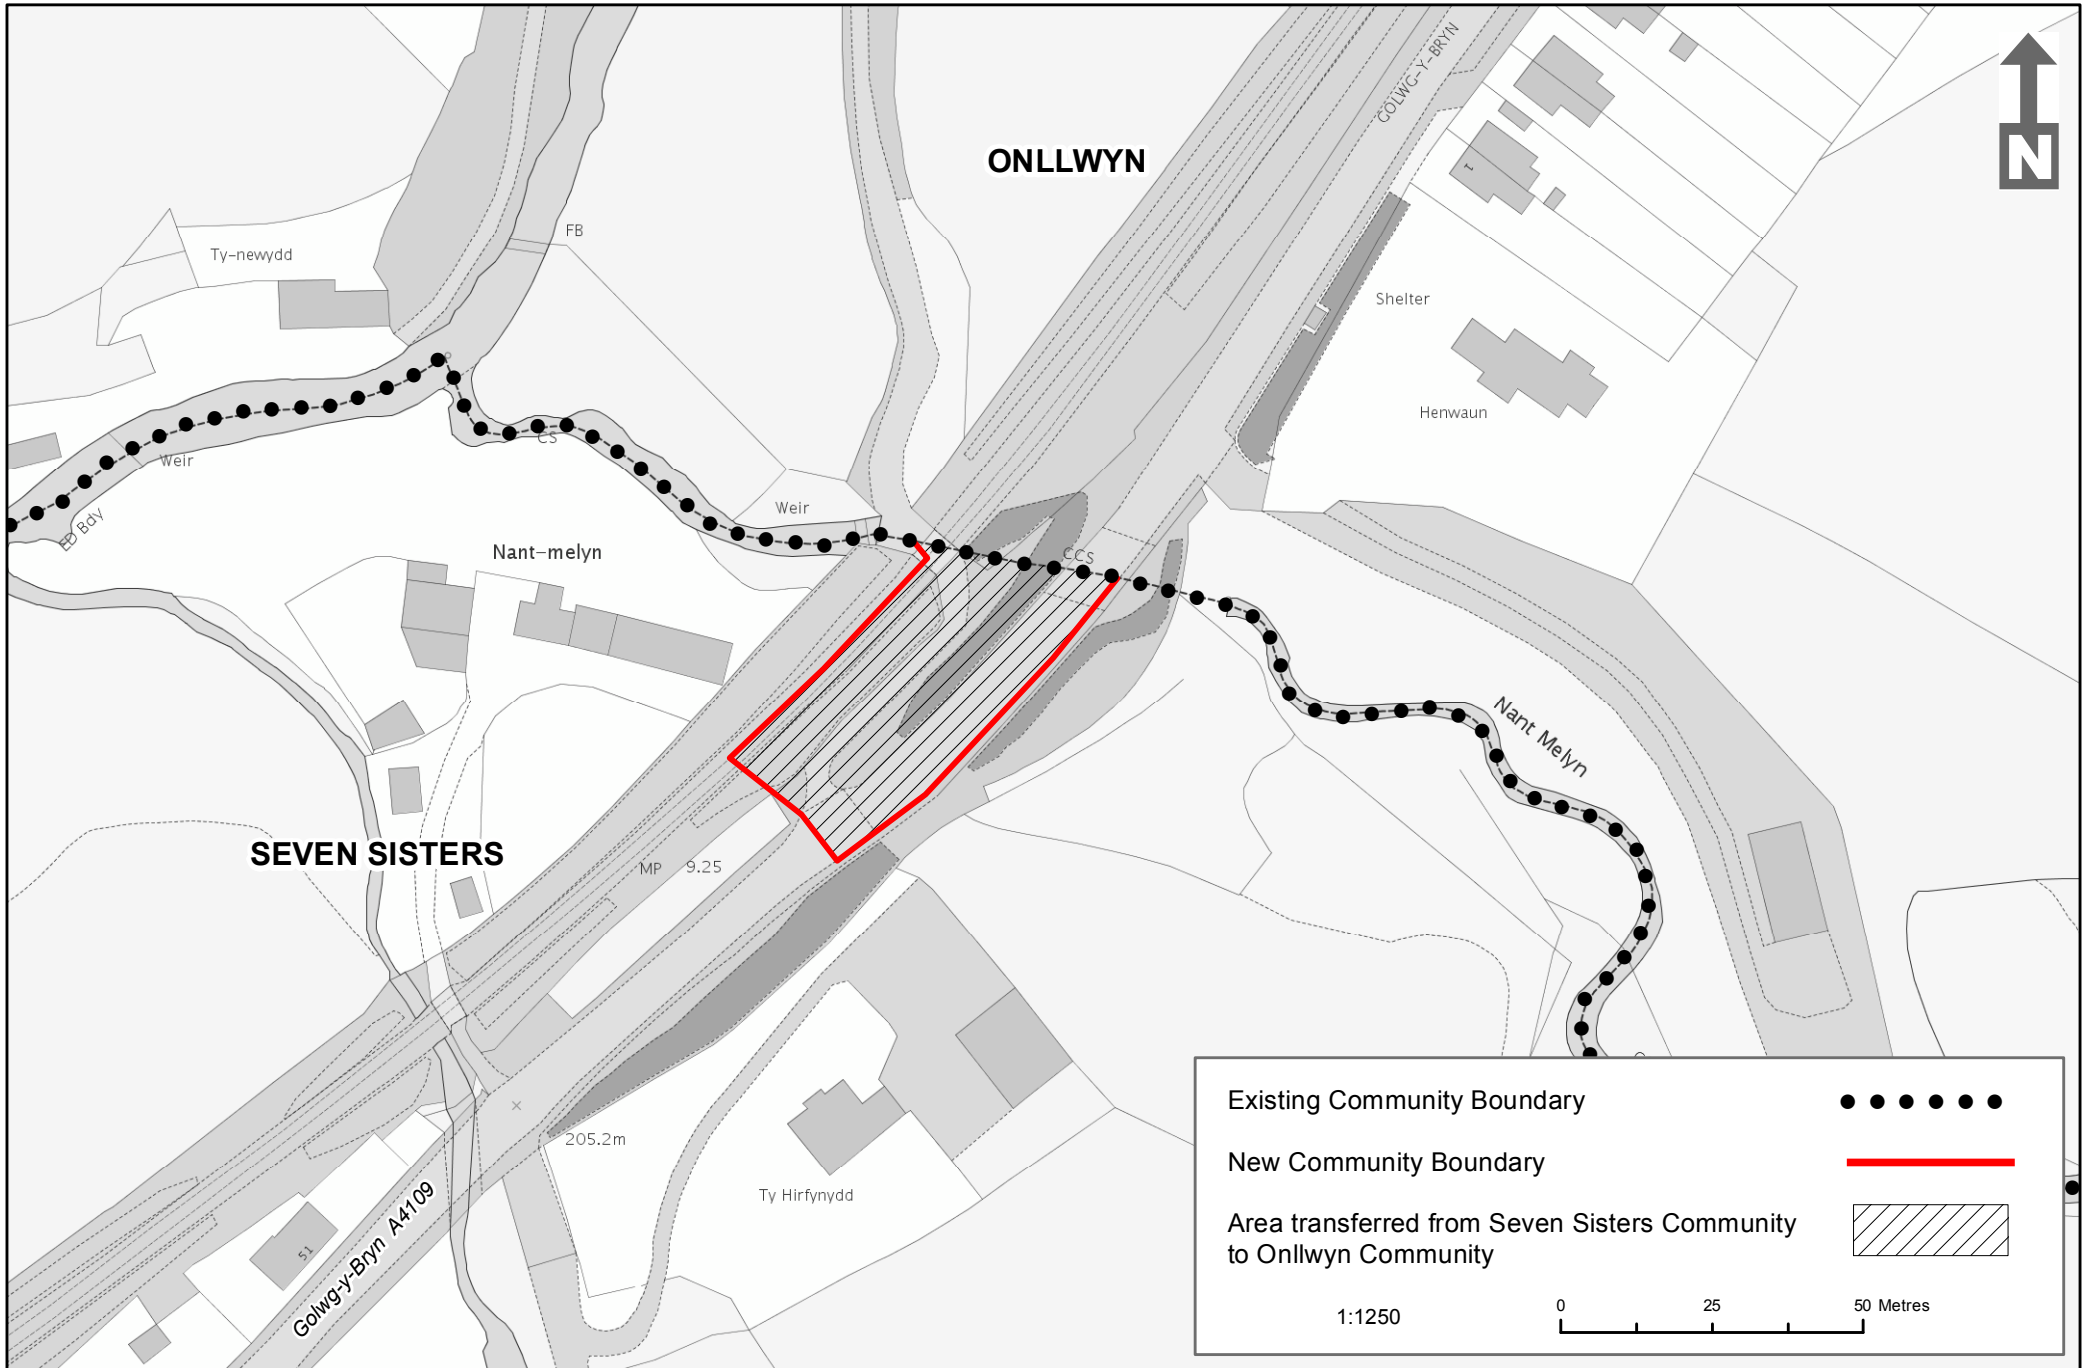 GOLWG-Y-BRYN
ONLLWYN
N
1
FB
Ty-newydd
Shelter
Henwaun
CS
Weir
Weir
ED Bdy
Nant-melyn
CCS
Nant Melyn
SEVEN SISTERS
MP 9.25
205.2m
Ty Hirfynydd
51
Golwg-y-Bryn A4109
Existing Community Boundary
New Community Boundary
Area transferred from Seven Sisters Community
to Onllwyn Community
1:1250
0 25 50 Metres